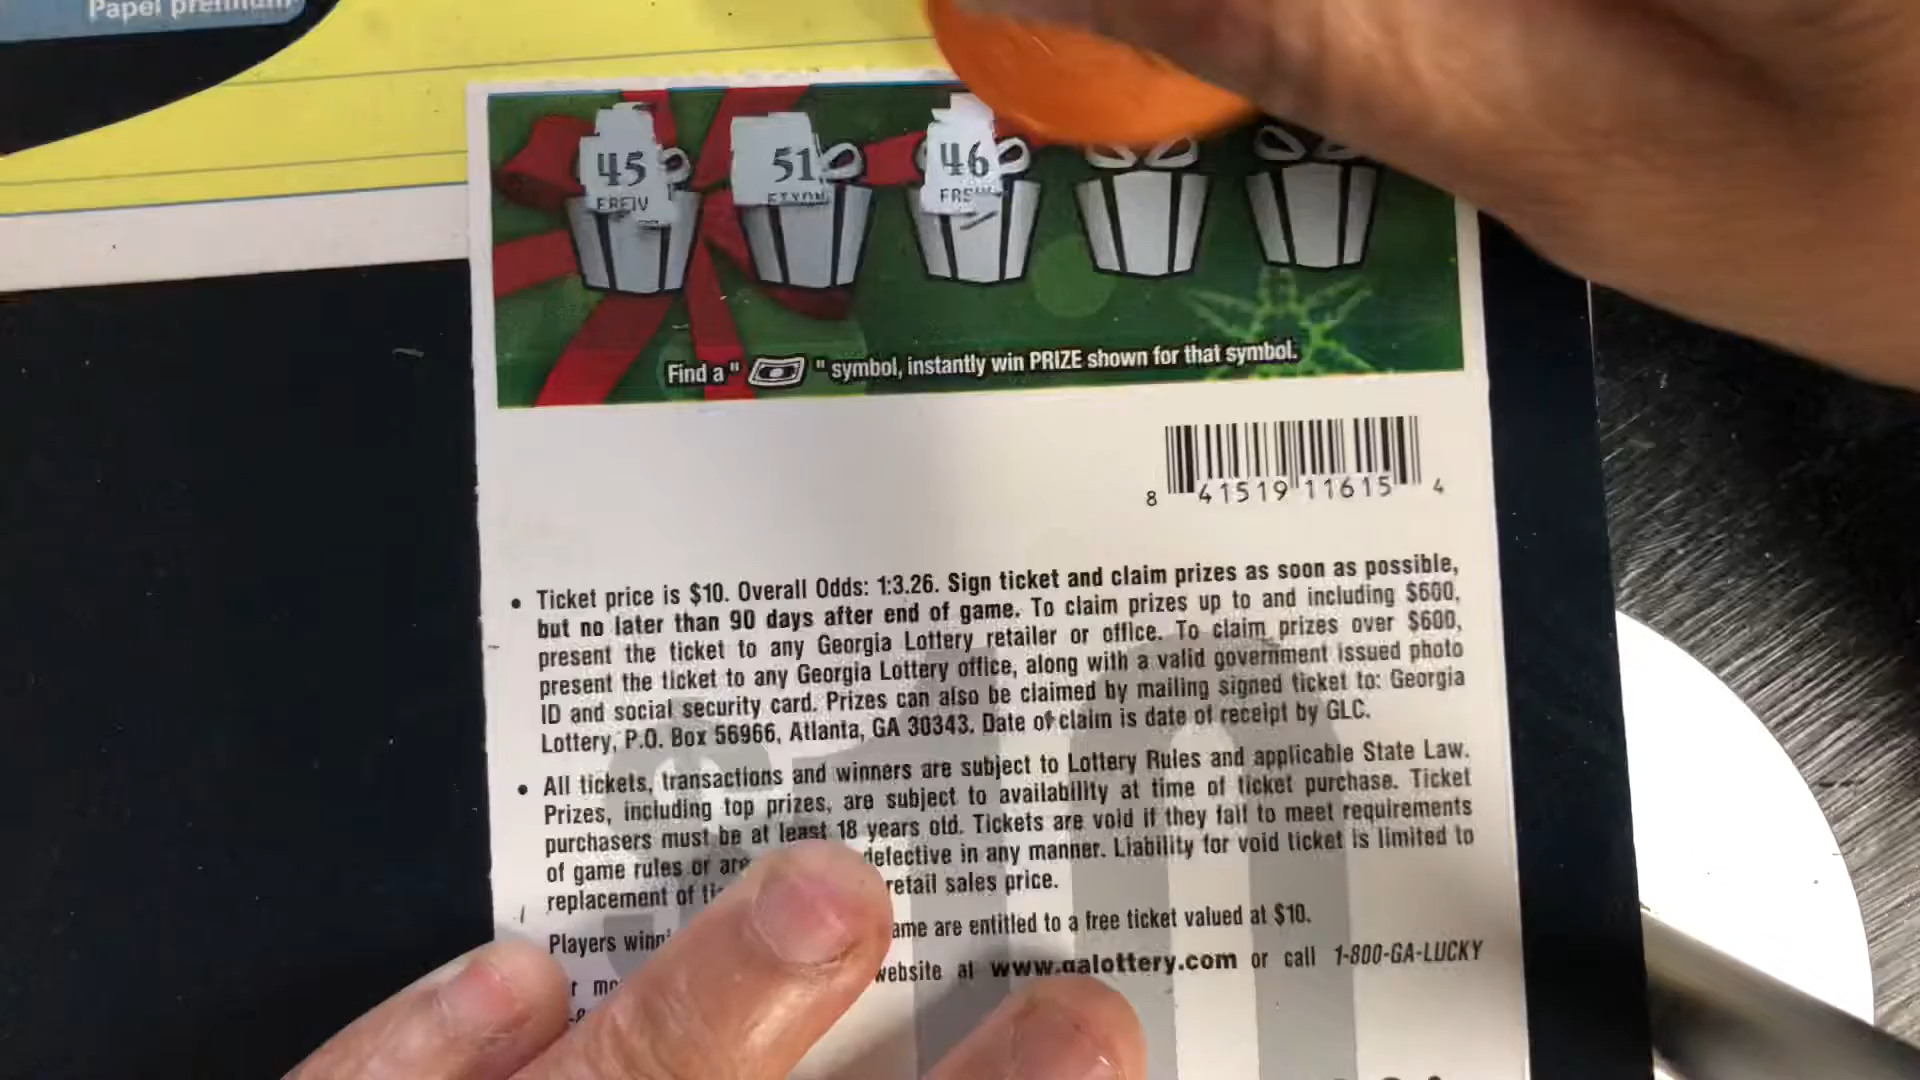 Papel premium
45 51 46
Find a " " symbol, instantly win PRIZE shown for that symbol.
8 41519 11615 4
• Ticket price is $10. Overall Odds: 1:3.26. Sign ticket and claim prizes as soon as possible,
but no later than 90 days after end of game. To claim prizes up to and including $600,
present the ticket to any Georgia Lottery retailer or office. To claim prizes over $600,
present the ticket to any Georgia Lottery office, along with a valid government issued photo
ID and social security card. Prizes can also be claimed by mailing signed ticket to: Georgia
Lottery, P.O. Box 56966, Atlanta, GA 30343. Date of claim is date of receipt by GLC.
• All tickets, transactions and winners are subject to Lottery Rules and applicable State Law.
Prizes, including top prizes, are subject to availability at time of ticket purchase. Ticket
purchasers must be at least 18 years old. Tickets are void if they fail to meet requirements
of game rules or are defective in any manner. Liability for void ticket is limited to
replacement of retail sales price.
Players are entitled to a free ticket valued at $10.
website at www.galottery.com or call 1-800-GA-LUCKY
$10